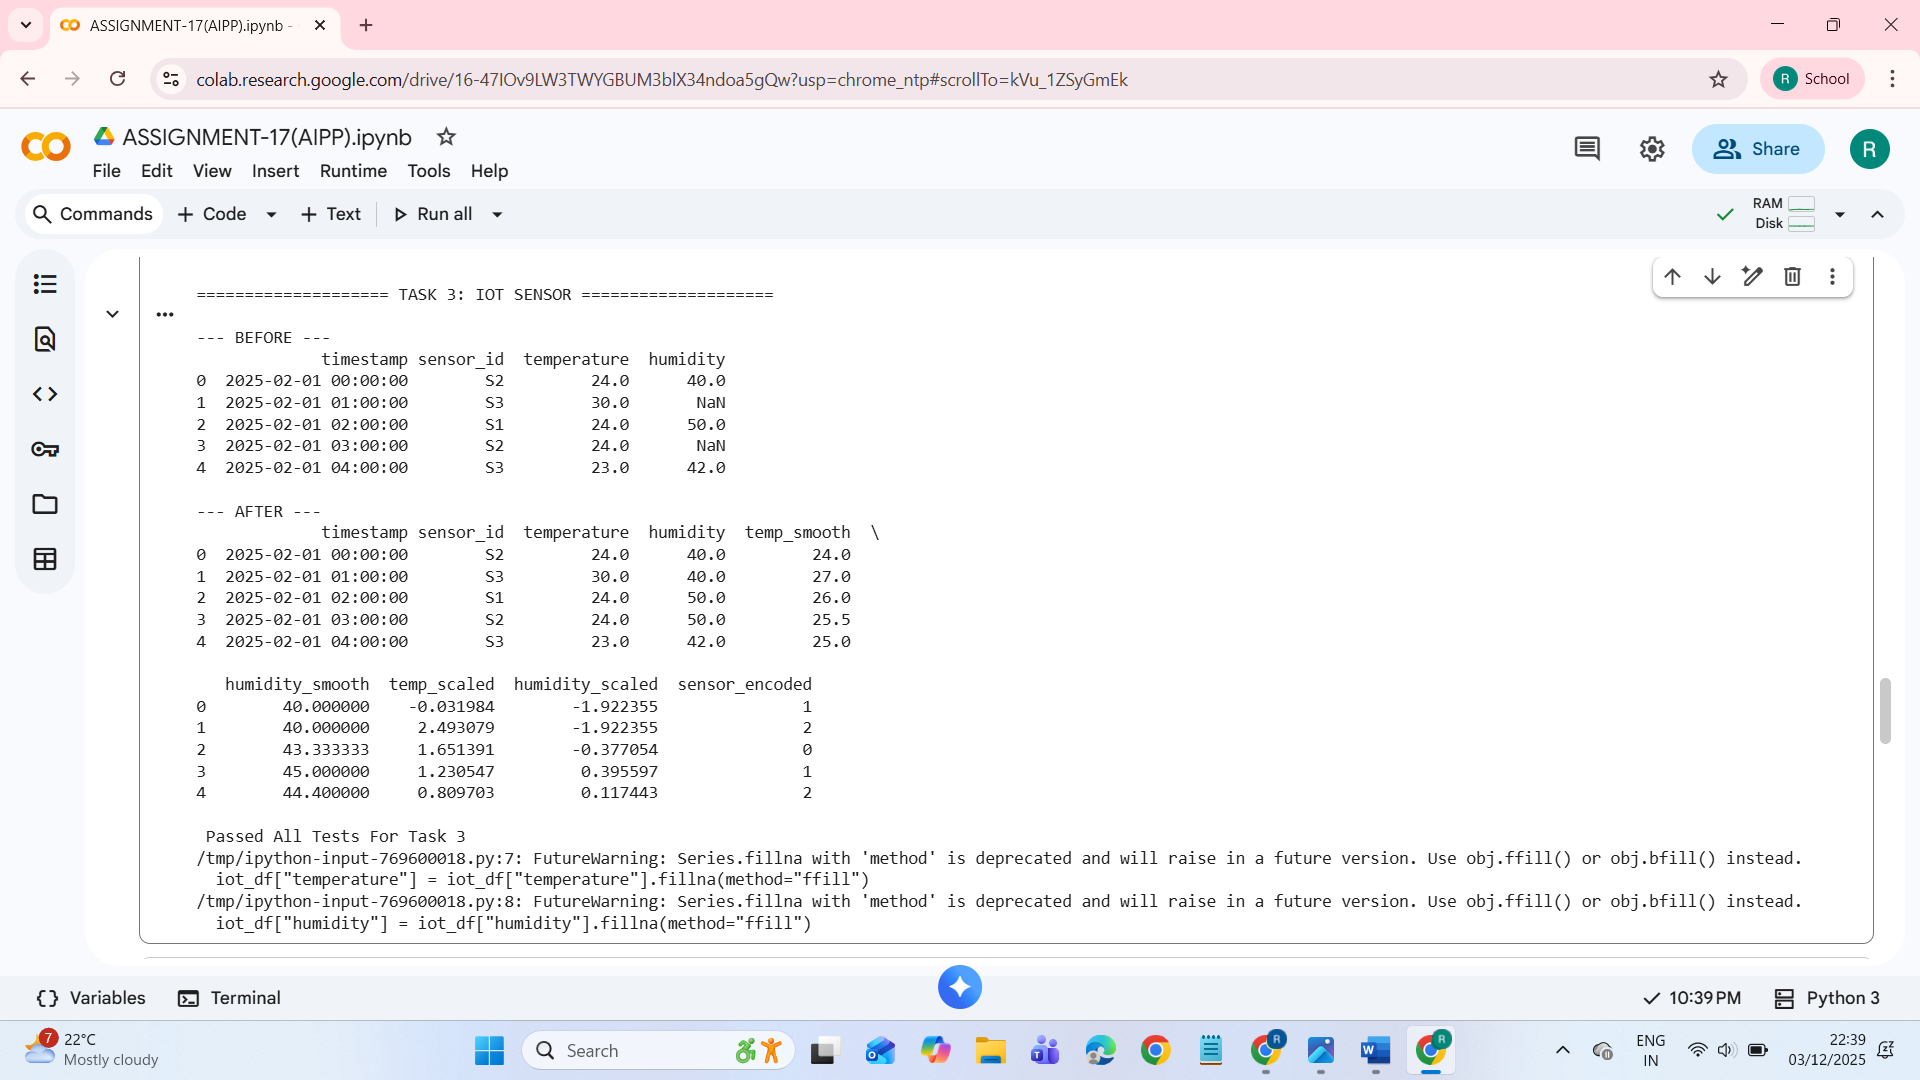 ASSIGNMENT-17(AIPP).ipynb -
colab.research.google.com/drive/16-47IOv9LW3TWYGBUM3blX34ndoa5gQw?usp=chrome_ntp#scrollTo=kVu_1ZSyGmEk
R School
ASSIGNMENT-17(AIPP).ipynb
Share
R
File Edit View Insert Runtime Tools Help
Commands + Code + Text Run all
RAM
Disk
==================== TASK 3: IOT SENSOR ====================
--- BEFORE ---
timestamp sensor_id temperature humidity
0 2025-02-01 00:00:00 S2 24.0 40.0
1 2025-02-01 01:00:00 S3 30.0 NaN
2 2025-02-01 02:00:00 S1 24.0 50.0
3 2025-02-01 03:00:00 S2 24.0 NaN
4 2025-02-01 04:00:00 S3 23.0 42.0
--- AFTER ---
timestamp sensor_id temperature humidity temp_smooth \
0 2025-02-01 00:00:00 S2 24.0 40.0 24.0
1 2025-02-01 01:00:00 S3 30.0 40.0 27.0
2 2025-02-01 02:00:00 S1 24.0 50.0 26.0
3 2025-02-01 03:00:00 S2 24.0 50.0 25.5
4 2025-02-01 04:00:00 S3 23.0 42.0 25.0
humidity_smooth temp_scaled humidity_scaled sensor_encoded
0 40.000000 -0.031984 -1.922355 1
1 40.000000 2.493079 -1.922355 2
2 43.333333 1.651391 -0.377054 0
3 45.000000 1.230547 0.395597 1
4 44.400000 0.809703 0.117443 2
Passed All Tests For Task 3
/tmp/ipython-input-769600018.py:7: FutureWarning: Series.fillna with 'method' is deprecated and will raise in a future version. Use obj.ffill() or obj.bfill() instead.
iot_df["temperature"] = iot_df["temperature"].fillna(method="ffill")
/tmp/ipython-input-769600018.py:8: FutureWarning: Series.fillna with 'method' is deprecated and will raise in a future version. Use obj.ffill() or obj.bfill() instead.
iot_df["humidity"] = iot_df["humidity"].fillna(method="ffill")
Variables Terminal
10:39 PM Python 3
7 22°C
Mostly cloudy
Search
ENG
IN
22:39
03/12/2025